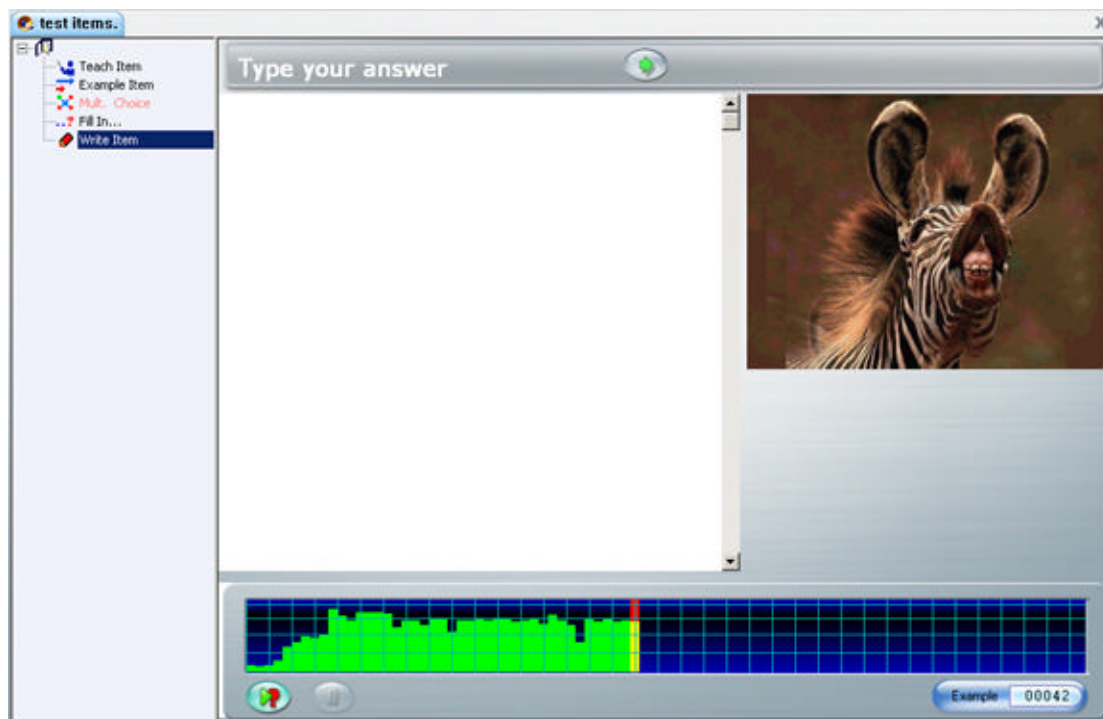 test items.
Teach Item
Example Item
Mult. Choice
Fill In...
Write Item
Type your answer
Example 00042